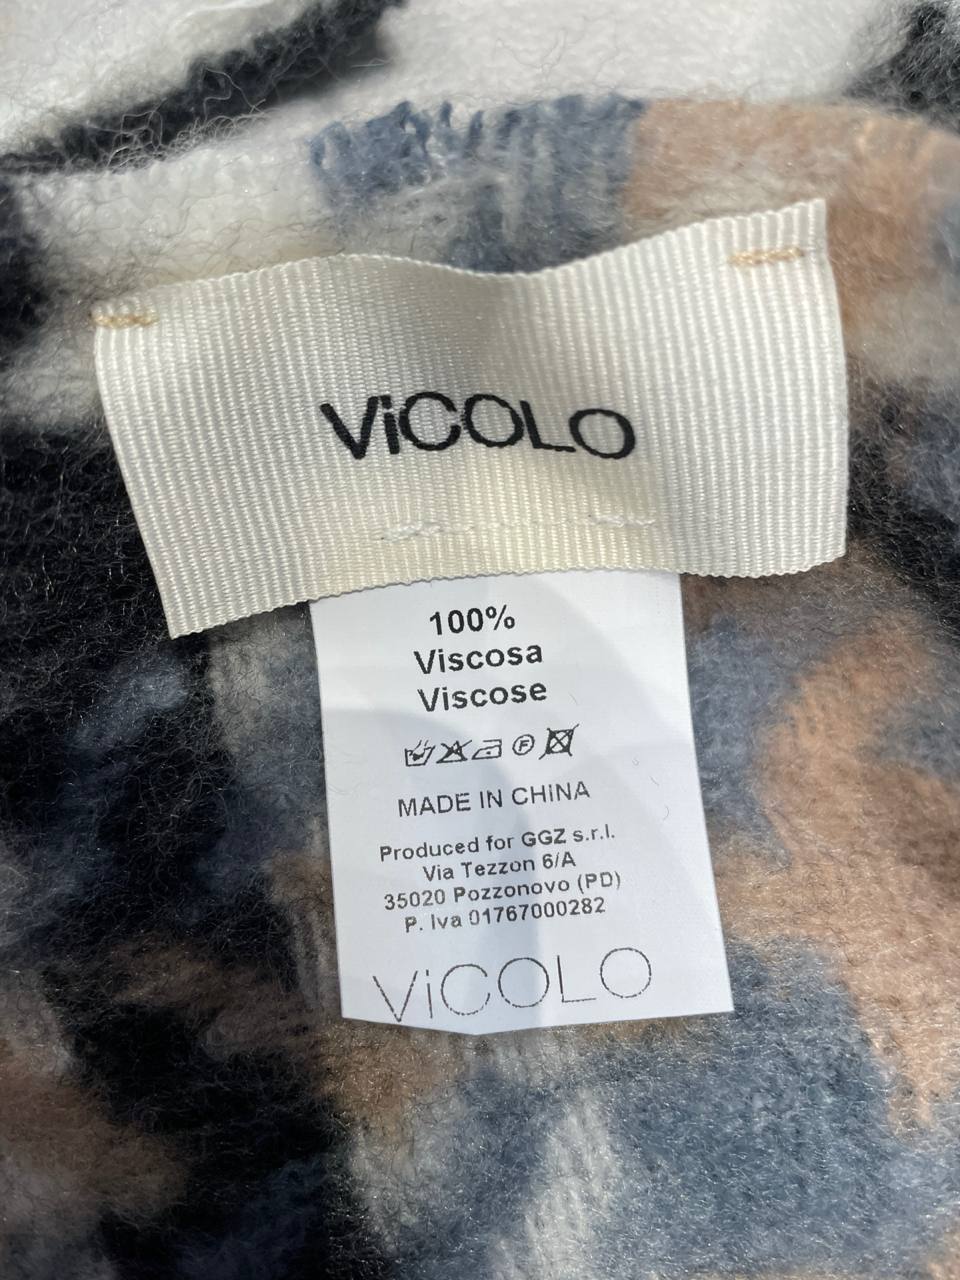 ViCOLO
100%
Viscosa
Viscose
F
MADE IN CHiNA
Produced for GGZ s.r.l.
Via Tezzon 6/A
35020 Pozzonovo (PD)
P. Iva 01767000282
ViCOLO